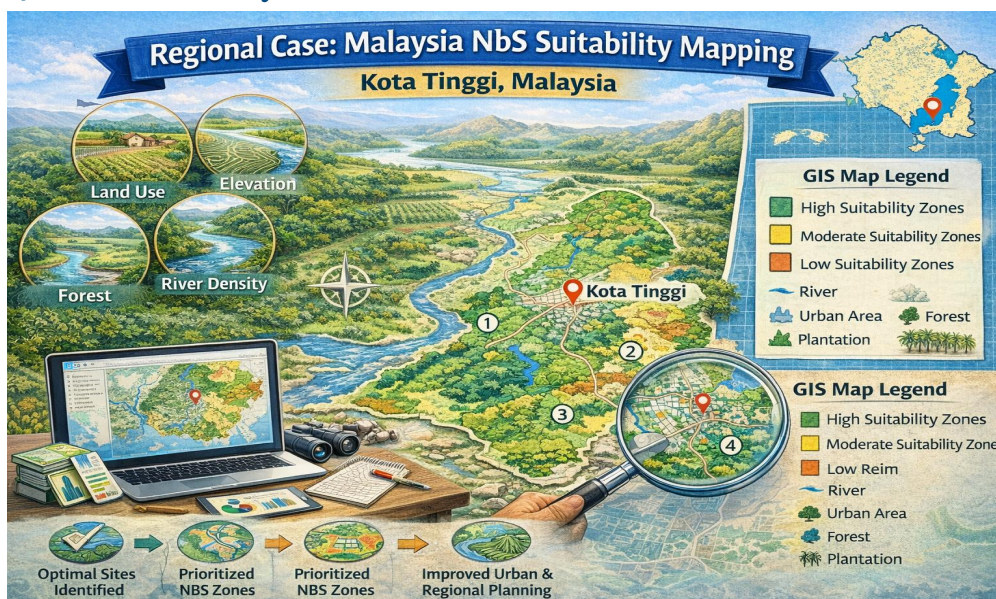 Regional Case: Malaysia NbS Suitability Mapping
Kota Tinggi, Malaysia
Land Use
Elevation
Forest
River Density
Kota Tinggi
1
2
3
4
GIS Map Legend
High Suitability Zones
Moderate Suitability Zones
Low Suitability Zones
River
Urban Area
Forest
Plantation
GIS Map Legend
High Suitability Zones
Moderate Suitability Zone
Low Reim
River
Urban Area
Forest
Plantation
Optimal Sites
Identified
Prioritized
NBS Zones
Prioritized
NBS Zones
Improved Urban &
Regional Planning